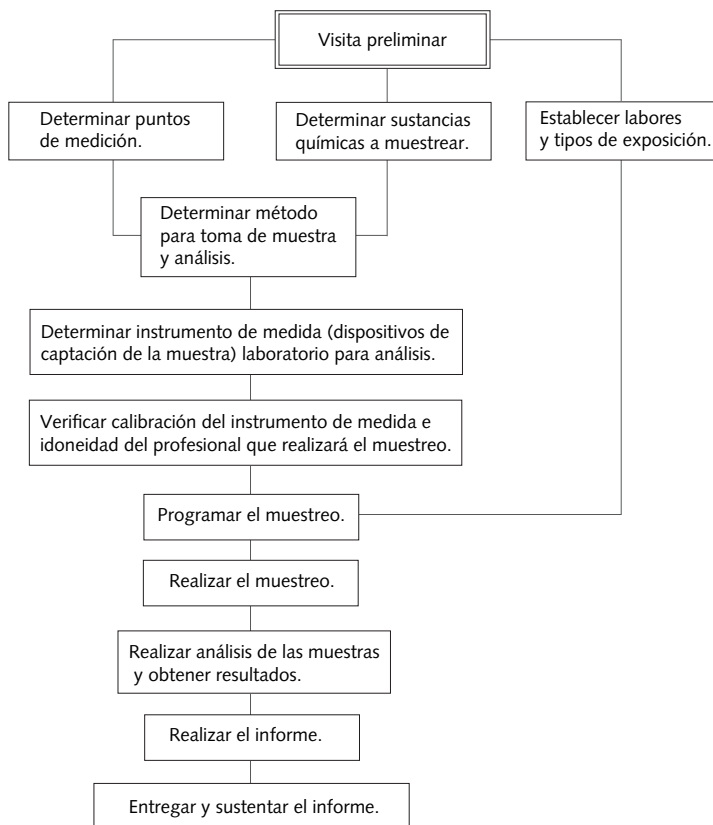 Visita preliminar
Determinar puntos
de medición.
Determinar sustancias
químicas a muestrear.
Establecer labores
y tipos de exposición.
Determinar método
para toma de muestra
y análisis.
Determinar instrumento de medida (dispositivos de
captación de la muestra) laboratorio para análisis.
Verificar calibración del instrumento de medida e
idoneidad del profesional que realizará el muestreo.
Programar el muestreo.
Realizar el muestreo.
Realizar análisis de las muestras
y obtener resultados.
Realizar el informe.
Entregar y sustentar el informe.